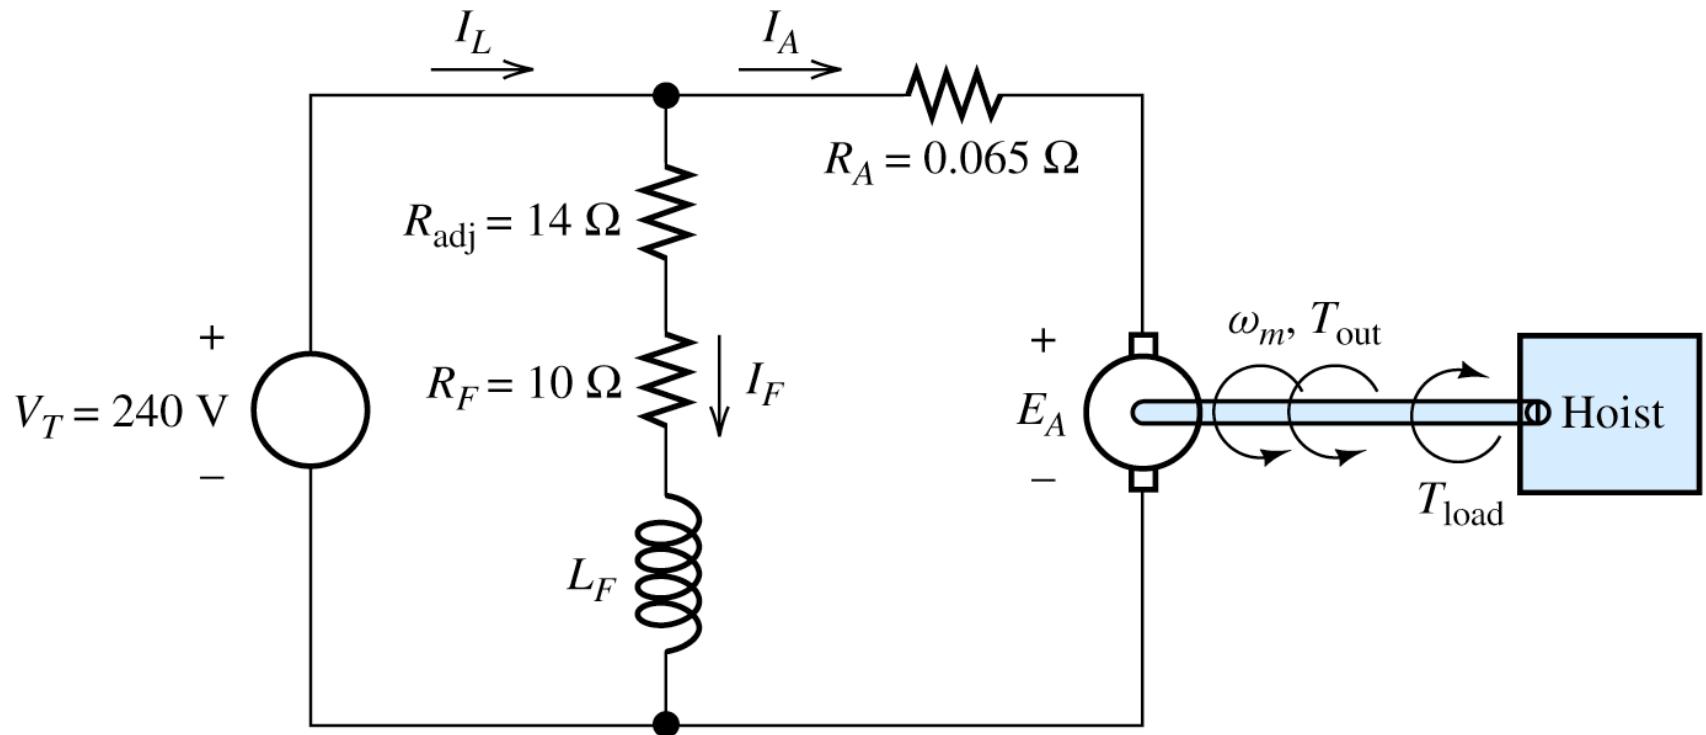 I_L
I_A
R_A = 0.065 Ω
R_adj = 14 Ω
+
+
ω_m, T_out
R_F = 10 Ω
I_F
V_T = 240 V
E_A
Hoist
−
−
T_load
L_F